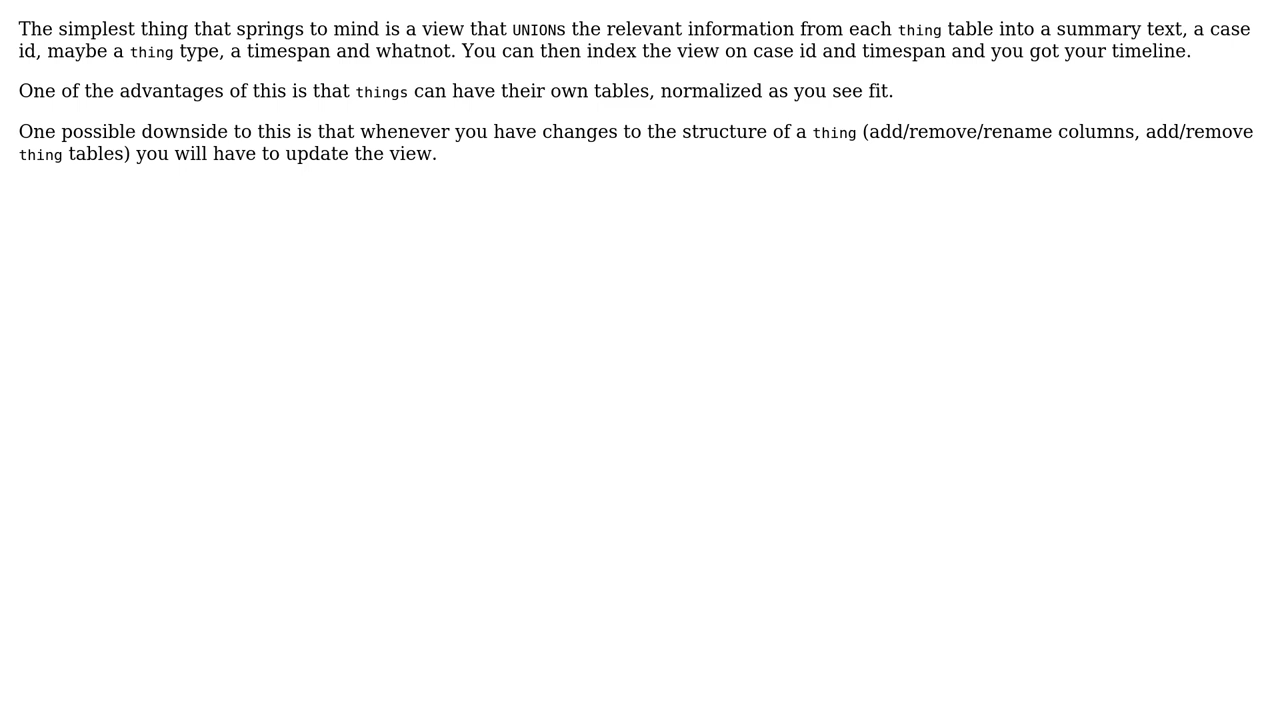 The simplest thing that springs to mind is a view that UNIONs the relevant information from each thing table into a summary text, a case
id, maybe a thing type, a timespan and whatnot. You can then index the view on case id and timespan and you got your timeline.
One of the advantages of this is that things can have their own tables, normalized as you see fit.
One possible downside to this is that whenever you have changes to the structure of a thing (add/remove/rename columns, add/remove
thing tables) you will have to update the view.